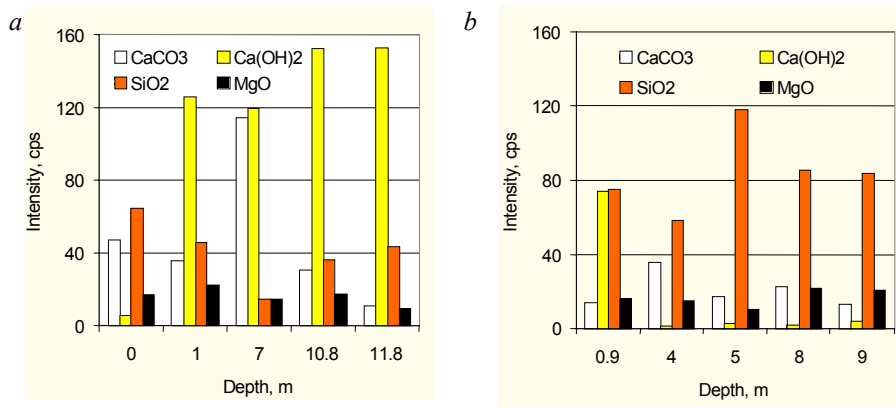 a
160
CaCO3 Ca(OH)2
SiO2 MgO
120
80
40
0
Intensity, cps
0 1 7 10.8 11.8
Depth, m
b
160
CaCO3 Ca(OH)2
SiO2 MgO
120
80
40
0
Intensity, cps
0.9 4 5 8 9
Depth, m